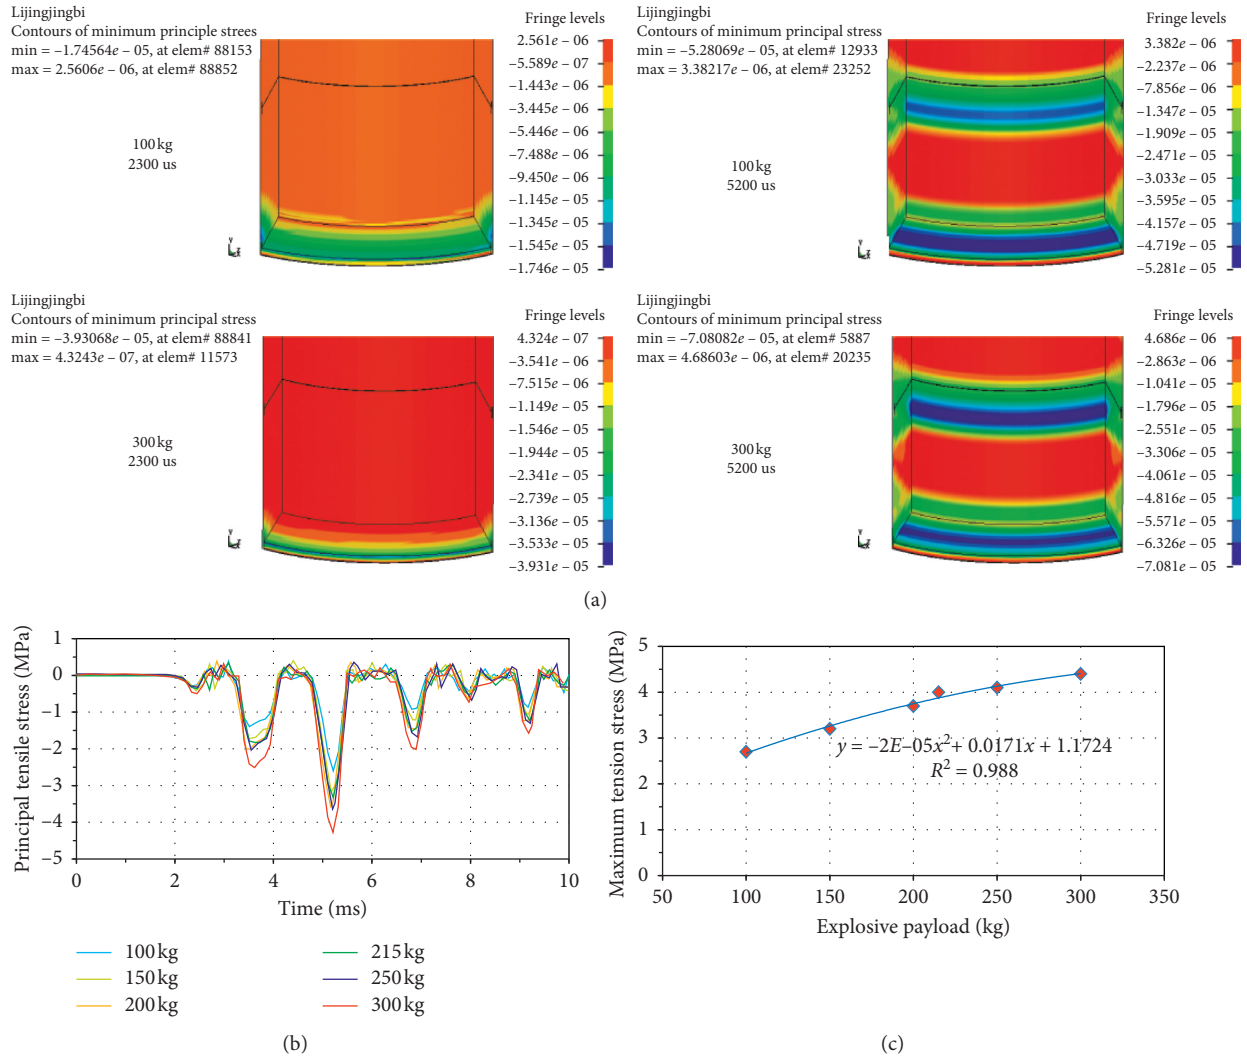 Lijingjingbi
Contours of minimum principle strees
min = −1.74564e − 05, at elem# 88153
max = 2.5606e − 06, at elem# 88852
100 kg
2300 us
Fringe levels
2.561e − 06
−5.589e − 07
−1.443e − 06
−3.445e − 06
−5.446e − 06
−7.488e − 06
−9.450e − 06
−1.145e − 05
−1.345e − 05
−1.545e − 05
−1.746e − 05
Lijingjingbi
Contours of minimum principal stress
min = −5.28069e − 05, at elem# 12933
max = 3.38217e − 06, at elem# 23252
100 kg
5200 us
Fringe levels
3.382e − 06
−2.237e − 06
−7.856e − 06
−1.347e − 05
−1.909e − 05
−2.471e − 05
−3.033e − 05
−3.595e − 05
−4.157e − 05
−4.719e − 05
−5.281e − 05
Lijingjingbi
Contours of minimum principal stress
min = −3.93068e − 05, at elem# 88841
max = 4.3243e − 07, at elem# 11573
300 kg
2300 us
Fringe levels
4.324e − 07
−3.541e − 06
−7.515e − 06
−1.149e − 05
−1.546e − 05
−1.944e − 05
−2.341e − 05
−2.739e − 05
−3.136e − 05
−3.533e − 05
−3.931e − 05
Lijingjingbi
Contours of minimum principal stress
min = −7.08082e − 05, at elem# 5887
max = 4.68603e − 06, at elem# 20235
300 kg
5200 us
Fringe levels
4.686e − 06
−2.863e − 06
−1.041e − 05
−1.796e − 05
−2.551e − 05
−3.306e − 05
−4.061e − 05
−4.816e − 05
−5.571e − 05
−6.326e − 05
−7.081e − 05
(a)
Principal tensile stress (MPa)
1
0
−1
−2
−3
−4
−5
0 2 4 6 8 10
Time (ms)
100 kg
150 kg
200 kg
215 kg
250 kg
300 kg
(b)
Maximum tension stress (MPa)
5
4
3
2
1
0
y = −2E–05x² + 0.0171x + 1.1724
R² = 0.988
50 100 150 200 250 300 350
Explosive payload (kg)
(c)